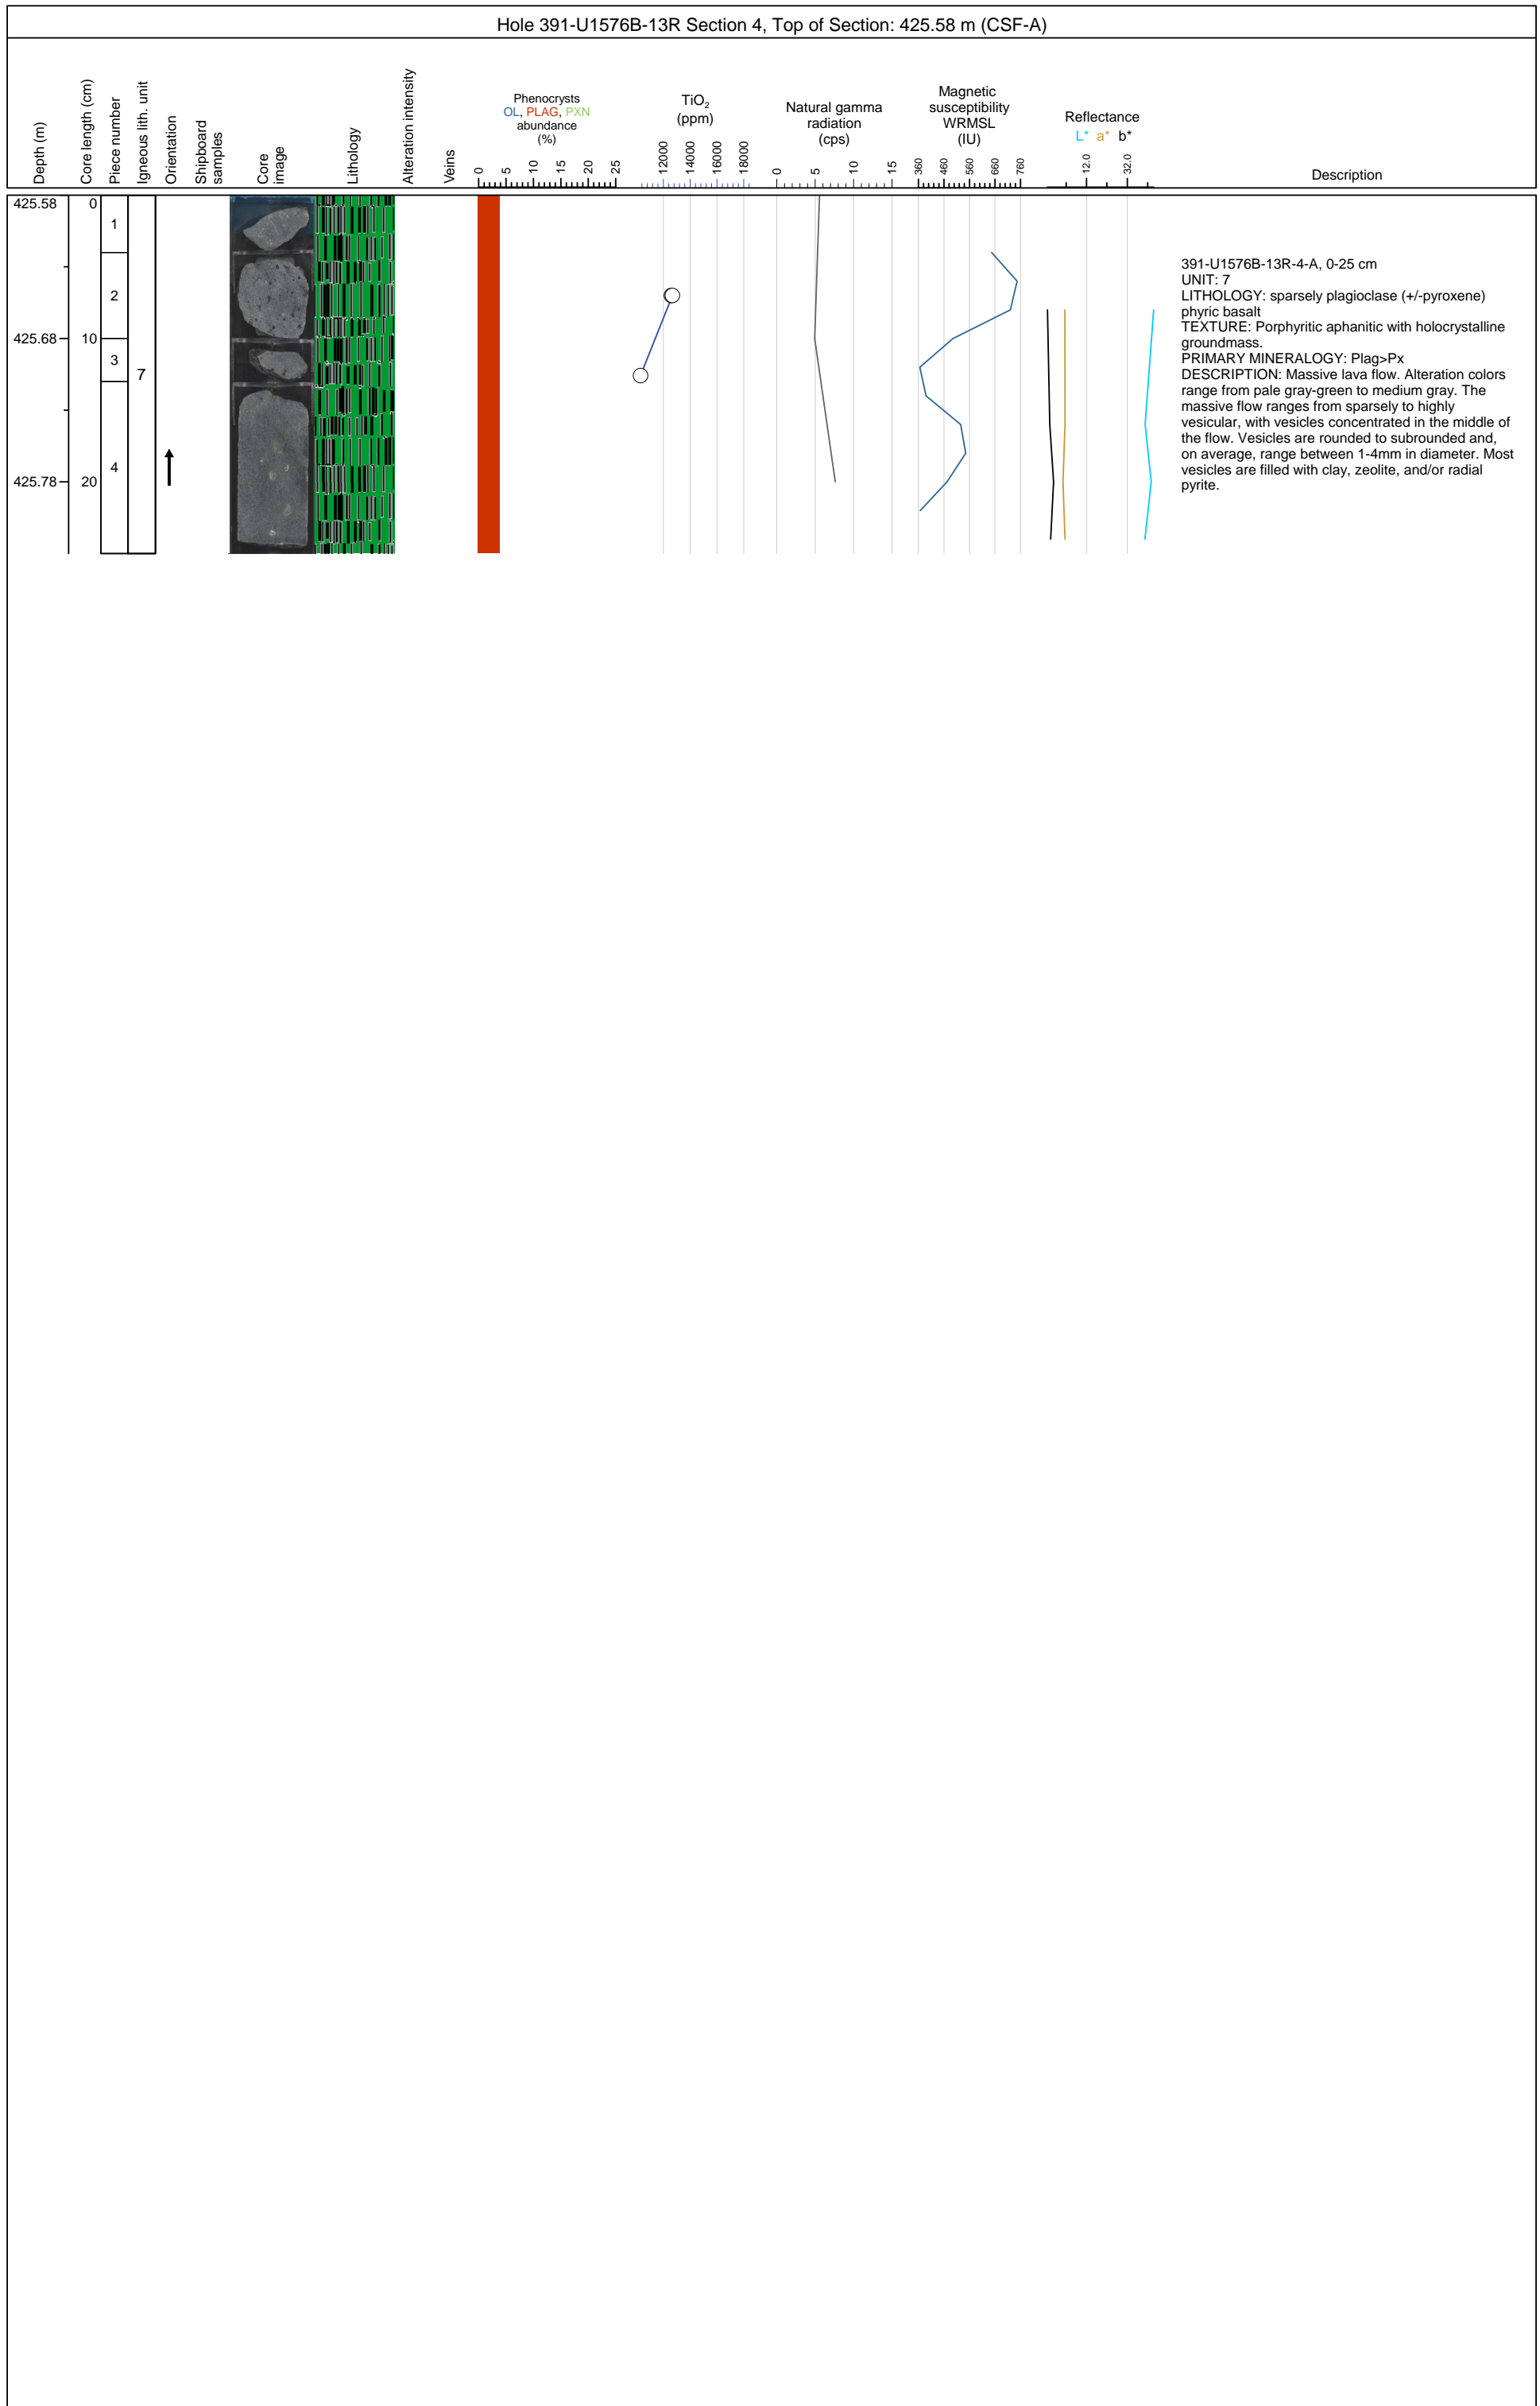 Hole 391-U1576B-13R Section 4, Top of Section: 425.58 m (CSF-A)
Depth (m)
Core length (cm)
Piece number
Igneous lith. unit
Orientation
Shipboard
samples
Core
image
Lithology
Alteration intensity
Veins
Phenocrysts
OL, PLAG, PXN
abundance
(%)
0 5 10 15 20 25
TiO₂
(ppm)
12000 14000 16000 18000
Natural gamma
radiation
(cps)
0 5 10 15
Magnetic
susceptibility
WRMSL
(IU)
360 460 560 660 760
Reflectance
L* a* b*
12.0 32.0
Description
425.58 0
1
2
425.68 10
3
7
4
425.78 20
391-U1576B-13R-4-A, 0-25 cm
UNIT: 7
LITHOLOGY: sparsely plagioclase (+/-pyroxene)
phyric basalt
TEXTURE: Porphyritic aphanitic with holocrystalline
groundmass.
PRIMARY MINERALOGY: Plag>Px
DESCRIPTION: Massive lava flow. Alteration colors
range from pale gray-green to medium gray. The
massive flow ranges from sparsely to highly
vesicular, with vesicles concentrated in the middle of
the flow. Vesicles are rounded to subrounded and,
on average, range between 1-4mm in diameter. Most
vesicles are filled with clay, zeolite, and/or radial
pyrite.